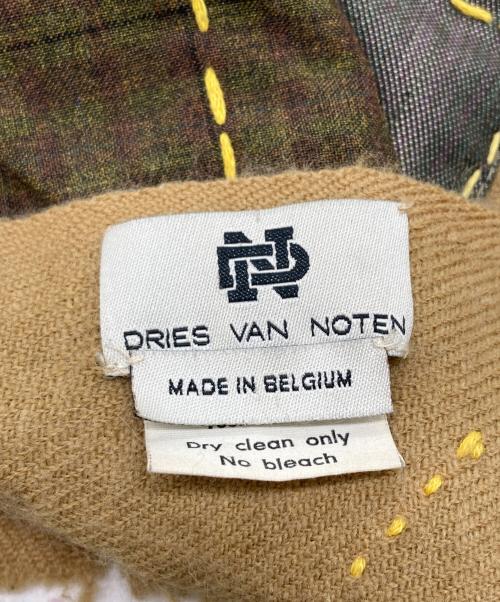 DRIES VAN NOTEN
MADE IN BELGIUM
Dry clean only
No bleach